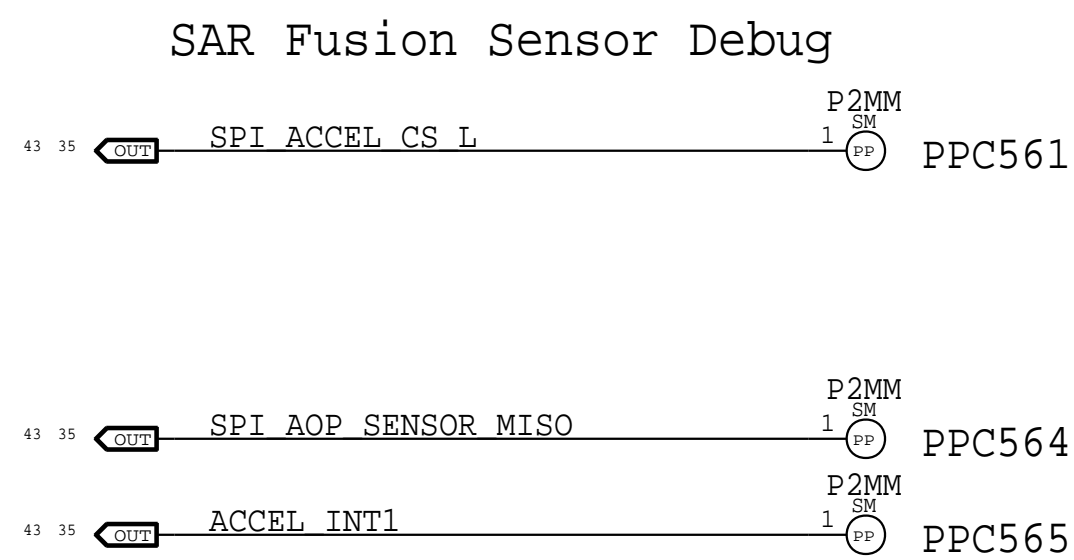 SAR Fusion Sensor Debug
P2MM
SM
43 35 OUT SPI_ACCEL_CS_L 1 PP PPC561
P2MM
SM
43 35 OUT SPI_AOP_SENSOR_MISO 1 PP PPC564
P2MM
SM
43 35 OUT ACCEL_INT1 1 PP PPC565